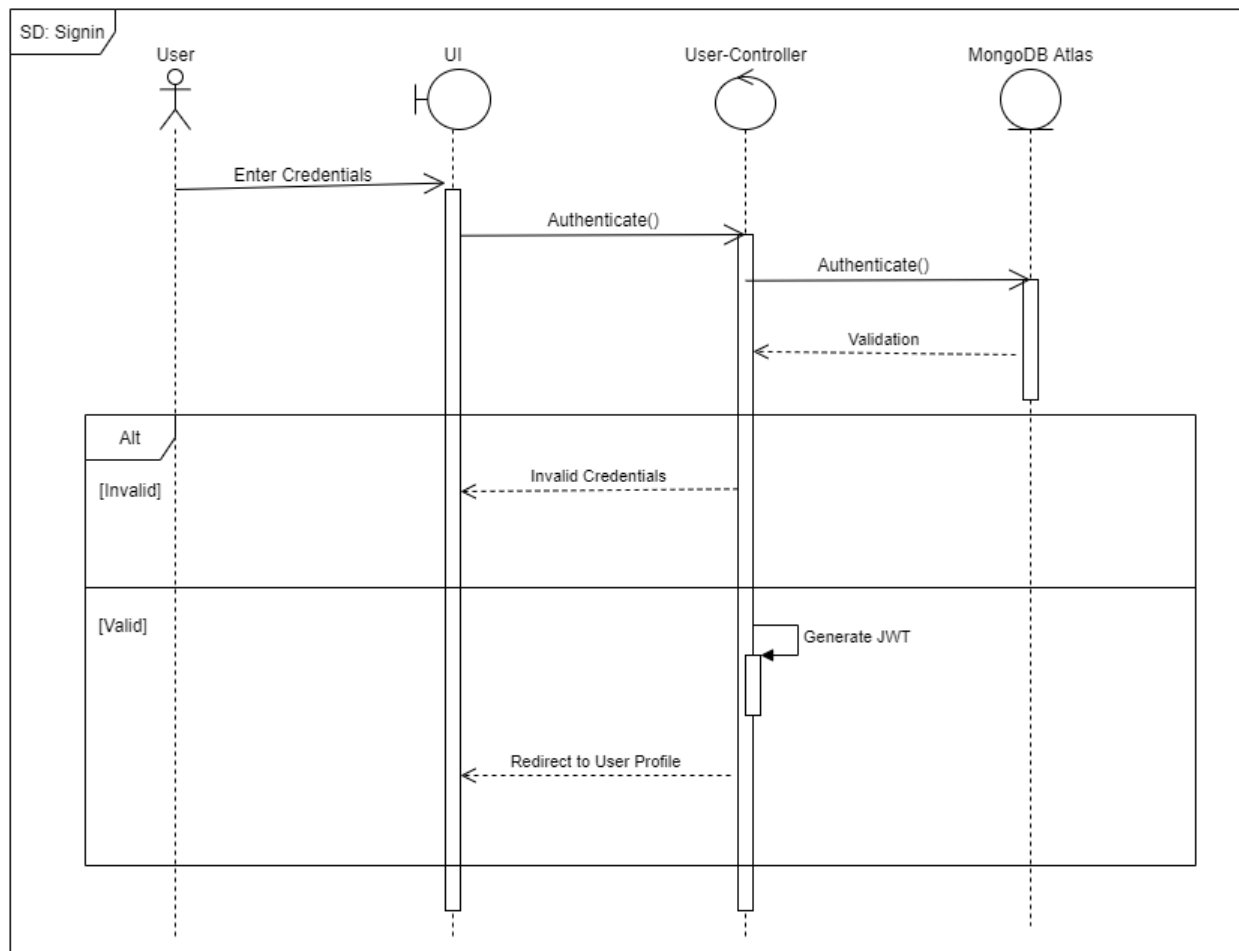 SD: Signin
User
UI
User-Controller
MongoDB Atlas
Enter Credentials
Authenticate()
Authenticate()
Validation
Alt
[Invalid]
Invalid Credentials
[Valid]
Generate JWT
Redirect to User Profile